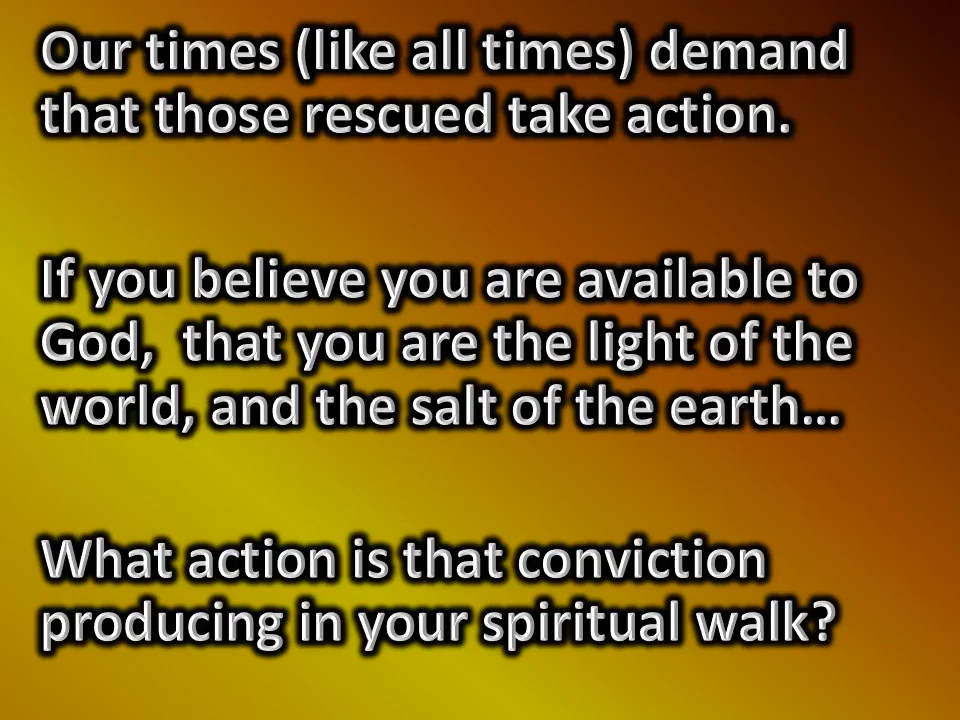 Our times (like all times) demand
that those rescued take action.
If you believe you are available to
God,  that you are the light of the
world, and the salt of the earth…
What action is that conviction
producing in your spiritual walk?